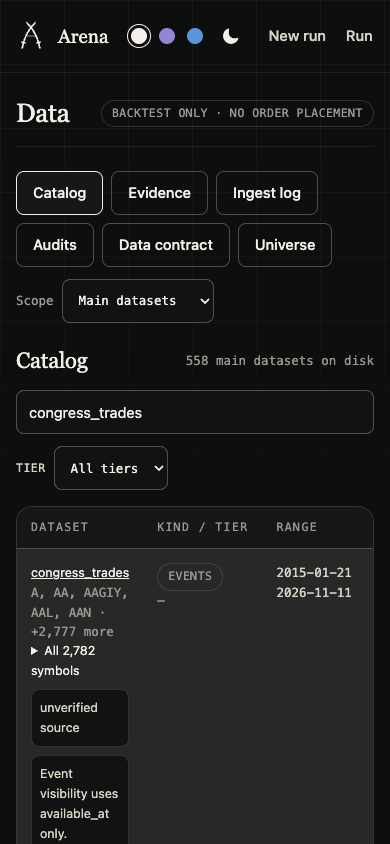 Arena New run Run
Data BACKTEST ONLY · NO ORDER PLACEMENT
Catalog Evidence Ingest log
Audits Data contract Universe
Scope Main datasets
Catalog 558 main datasets on disk
congress_trades
TIER All tiers
DATASET KIND / TIER RANGE
congress_trades EVENTS 2015-01-21
A, AA, AAGIY, — 2026-11-11
AAL, AAN ·
+2,777 more
▶ All 2,782
symbols
unverified
source
Event
visibility uses
available_at
only.